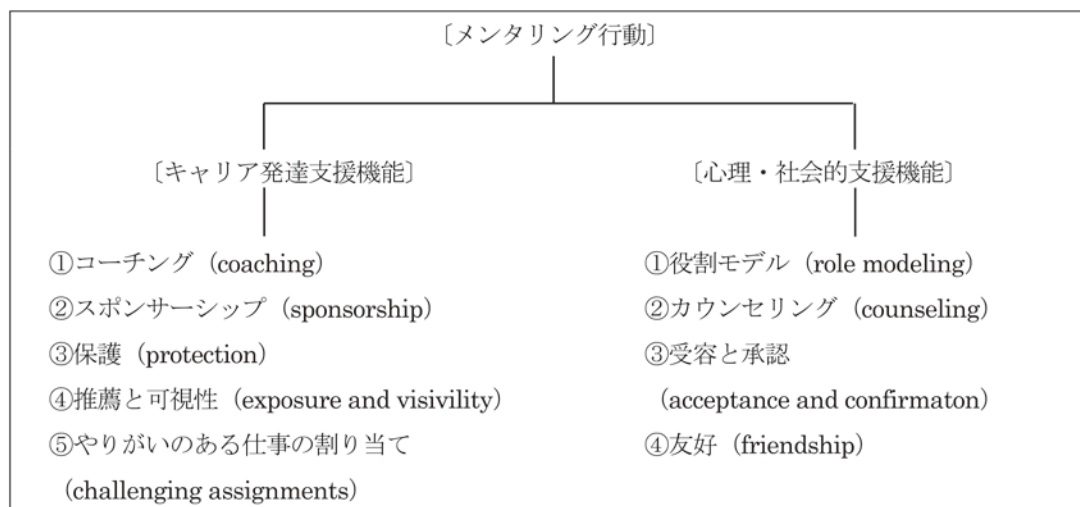 〔メンタリング行動〕
〔キャリア発達支援機能〕
①コーチング（coaching）
②スポンサーシップ（sponsorship）
③保護（protection）
④推薦と可視性（exposure and visivility）
⑤やりがいのある仕事の割り当て
（challenging assignments）
〔心理・社会的支援機能〕
①役割モデル（role modeling）
②カウンセリング（counseling）
③受容と承認
（acceptance and confirmaton）
④友好（friendship）